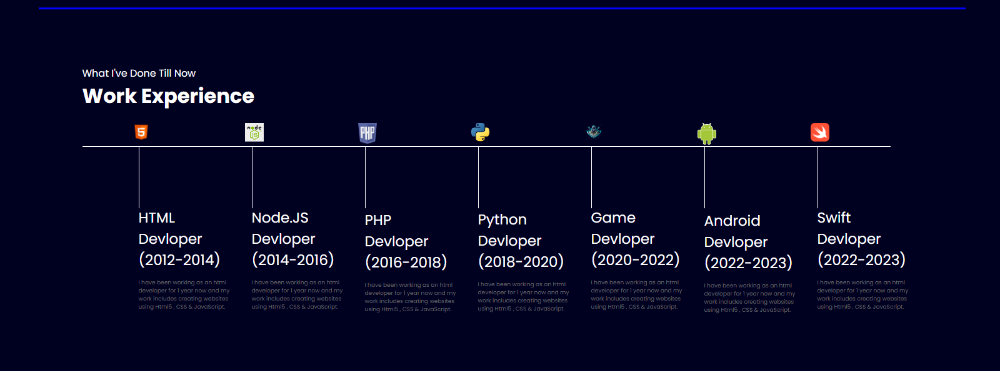 What I've Done Till Now
Work Experience
5
node
JS
PHP
HTML
Devloper
(2012-2014)
I have been working as an html
developer for 1 year now and my
work includes creating websites
using Html5 , CSS & JavaScript.
Node.JS
Devloper
(2014-2016)
I have been working as an html
developer for 1 year now and my
work includes creating websites
using Html5 , CSS & JavaScript.
PHP
Devloper
(2016-2018)
I have been working as an html
developer for 1 year now and my
work includes creating websites
using Html5 , CSS & JavaScript.
Python
Devloper
(2018-2020)
I have been working as an html
developer for 1 year now and my
work includes creating websites
using Html5 , CSS & JavaScript.
Game
Devloper
(2020-2022)
I have been working as an html
developer for 1 year now and my
work includes creating websites
using Html5 , CSS & JavaScript.
Android
Devloper
(2022-2023)
I have been working as an html
developer for 1 year now and my
work includes creating websites
using Html5 , CSS & JavaScript.
Swift
Devloper
(2022-2023)
I have been working as an html
developer for 1 year now and my
work includes creating websites
using Html5 , CSS & JavaScript.